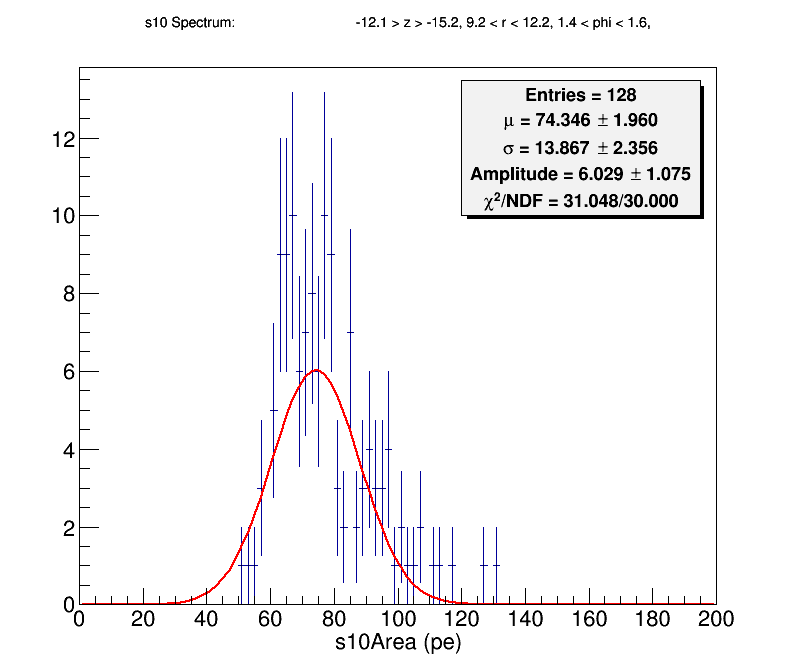 s10 Spectrum: -12.1 > z > -15.2, 9.2 < r < 12.2, 1.4 < phi < 1.6,
Entries = 128
μ = 74.346 ± 1.960
σ = 13.867 ± 2.356
Amplitude = 6.029 ± 1.075
χ²/NDF = 31.048/30.000
12
10
8
6
4
2
0
0 20 40 60 80 100 120 140 160 180 200
s10Area (pe)